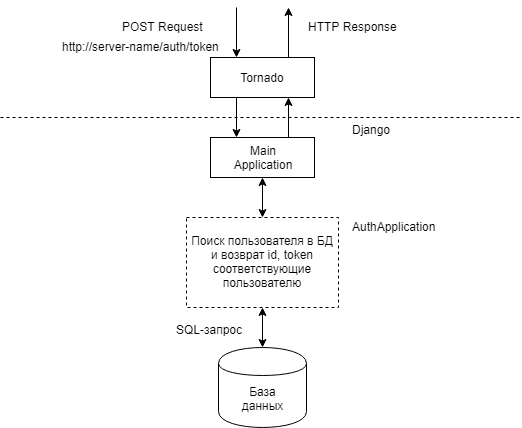 POST Request
HTTP Response
http://server-name/auth/token
Tornado
Django
Main
Application
AuthApplication
Поиск пользователя в БД
и возврат id, token
соответствующие
пользователю
SQL-запрос
База
данных